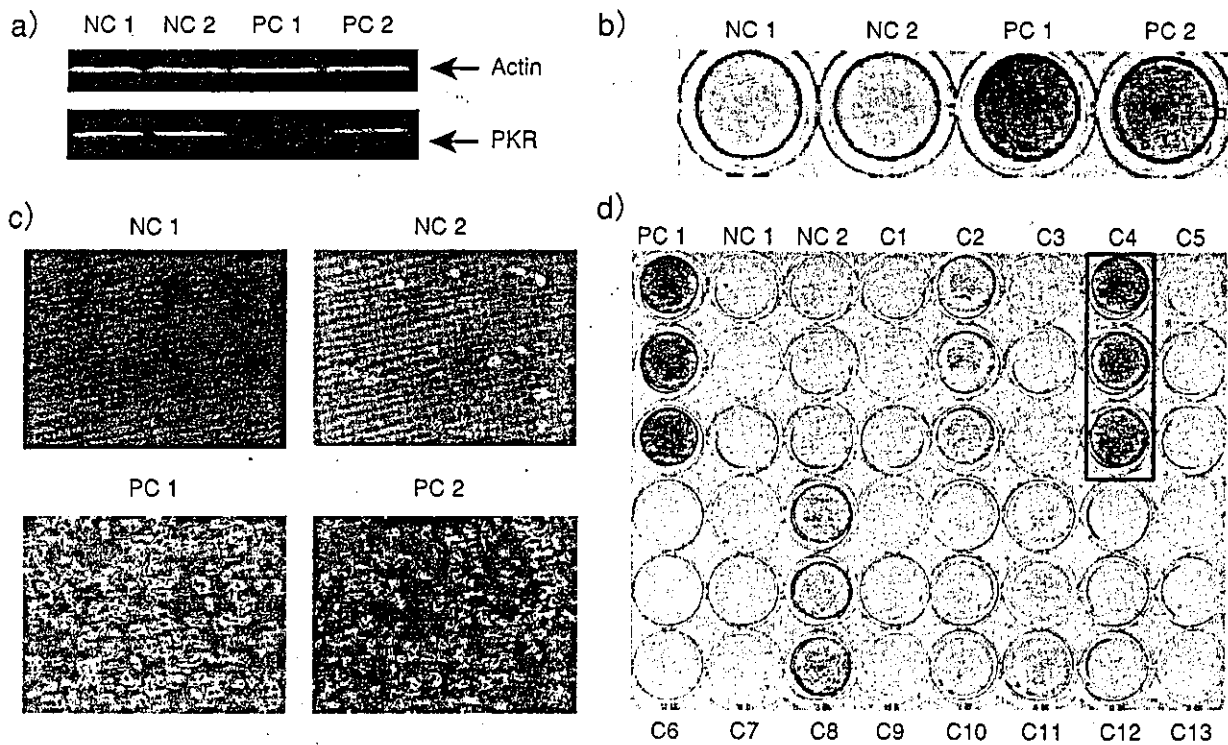 a)
NC 1 NC 2 PC 1 PC 2
Actin
PKR
b)
NC 1 NC 2 PC 1 PC 2
c)
NC 1 NC 2
PC 1 PC 2
d)
PC 1 NC 1 NC 2 C1 C2 C3 C4 C5
C6 C7 C8 C9 C10 C11 C12 C13